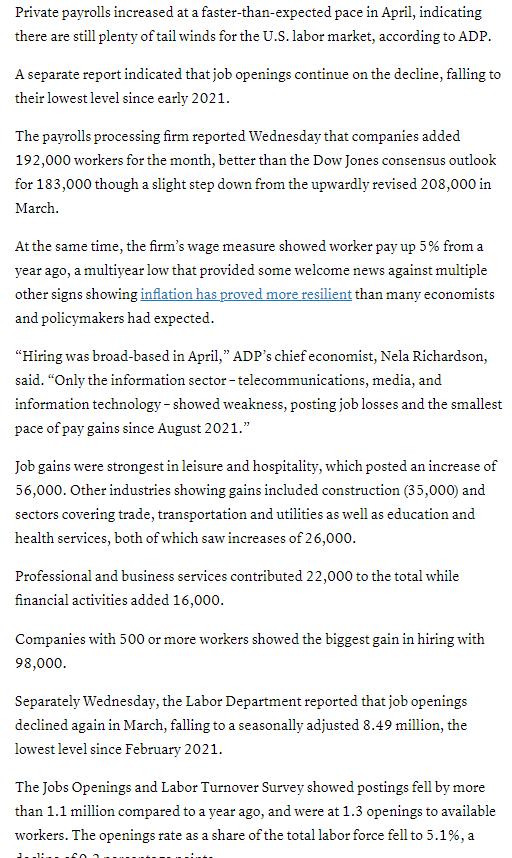 Private payrolls increased at a faster-than-expected pace in April, indicating
there are still plenty of tail winds for the U.S. labor market, according to ADP.
A separate report indicated that job openings continue on the decline, falling to
their lowest level since early 2021.
The payrolls processing firm reported Wednesday that companies added
192,000 workers for the month, better than the Dow Jones consensus outlook
for 183,000 though a slight step down from the upwardly revised 208,000 in
March.
At the same time, the firm’s wage measure showed worker pay up 5% from a
year ago, a multiyear low that provided some welcome news against multiple
other signs showing inflation has proved more resilient than many economists
and policymakers had expected.
“Hiring was broad-based in April,” ADP’s chief economist, Nela Richardson,
said. “Only the information sector – telecommunications, media, and
information technology – showed weakness, posting job losses and the smallest
pace of pay gains since August 2021.”
Job gains were strongest in leisure and hospitality, which posted an increase of
56,000. Other industries showing gains included construction (35,000) and
sectors covering trade, transportation and utilities as well as education and
health services, both of which saw increases of 26,000.
Professional and business services contributed 22,000 to the total while
financial activities added 16,000.
Companies with 500 or more workers showed the biggest gain in hiring with
98,000.
Separately Wednesday, the Labor Department reported that job openings
declined again in March, falling to a seasonally adjusted 8.49 million, the
lowest level since February 2021.
The Jobs Openings and Labor Turnover Survey showed postings fell by more
than 1.1 million compared to a year ago, and were at 1.3 openings to available
workers. The openings rate as a share of the total labor force fell to 5.1%, a